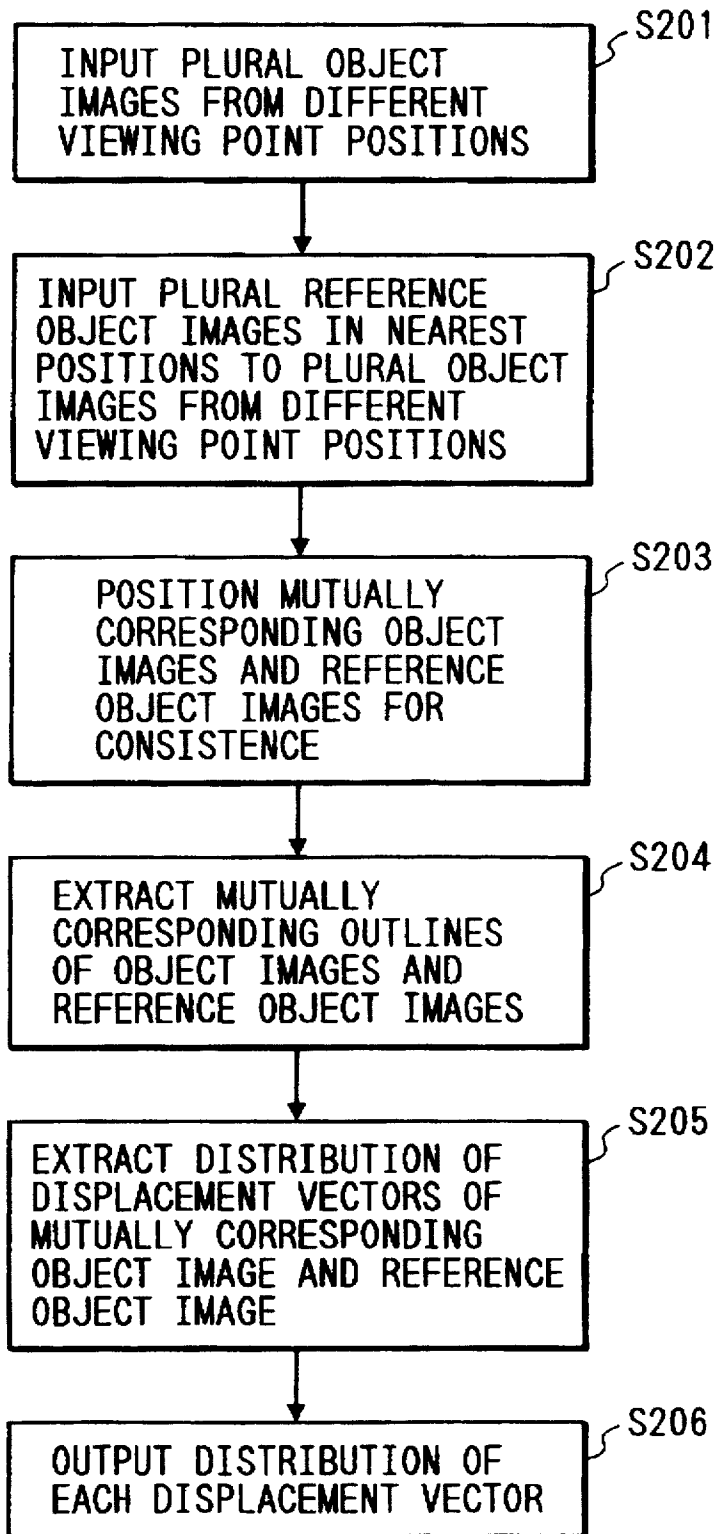 S201
INPUT PLURAL OBJECT
IMAGES FROM DIFFERENT
VIEWING POINT POSITIONS
S202
INPUT PLURAL REFERENCE
OBJECT IMAGES IN NEAREST
POSITIONS TO PLURAL OBJECT
IMAGES FROM DIFFERENT
VIEWING POINT POSITIONS
S203
POSITION MUTUALLY
CORRESPONDING OBJECT
IMAGES AND REFERENCE
OBJECT IMAGES FOR
CONSISTENCE
S204
EXTRACT MUTUALLY
CORRESPONDING OUTLINES
OF OBJECT IMAGES AND
REFERENCE OBJECT IMAGES
S205
EXTRACT DISTRIBUTION OF
DISPLACEMENT VECTORS OF
MUTUALLY CORRESPONDING
OBJECT IMAGE AND REFERENCE
OBJECT IMAGE
S206
OUTPUT DISTRIBUTION OF
EACH DISPLACEMENT VECTOR